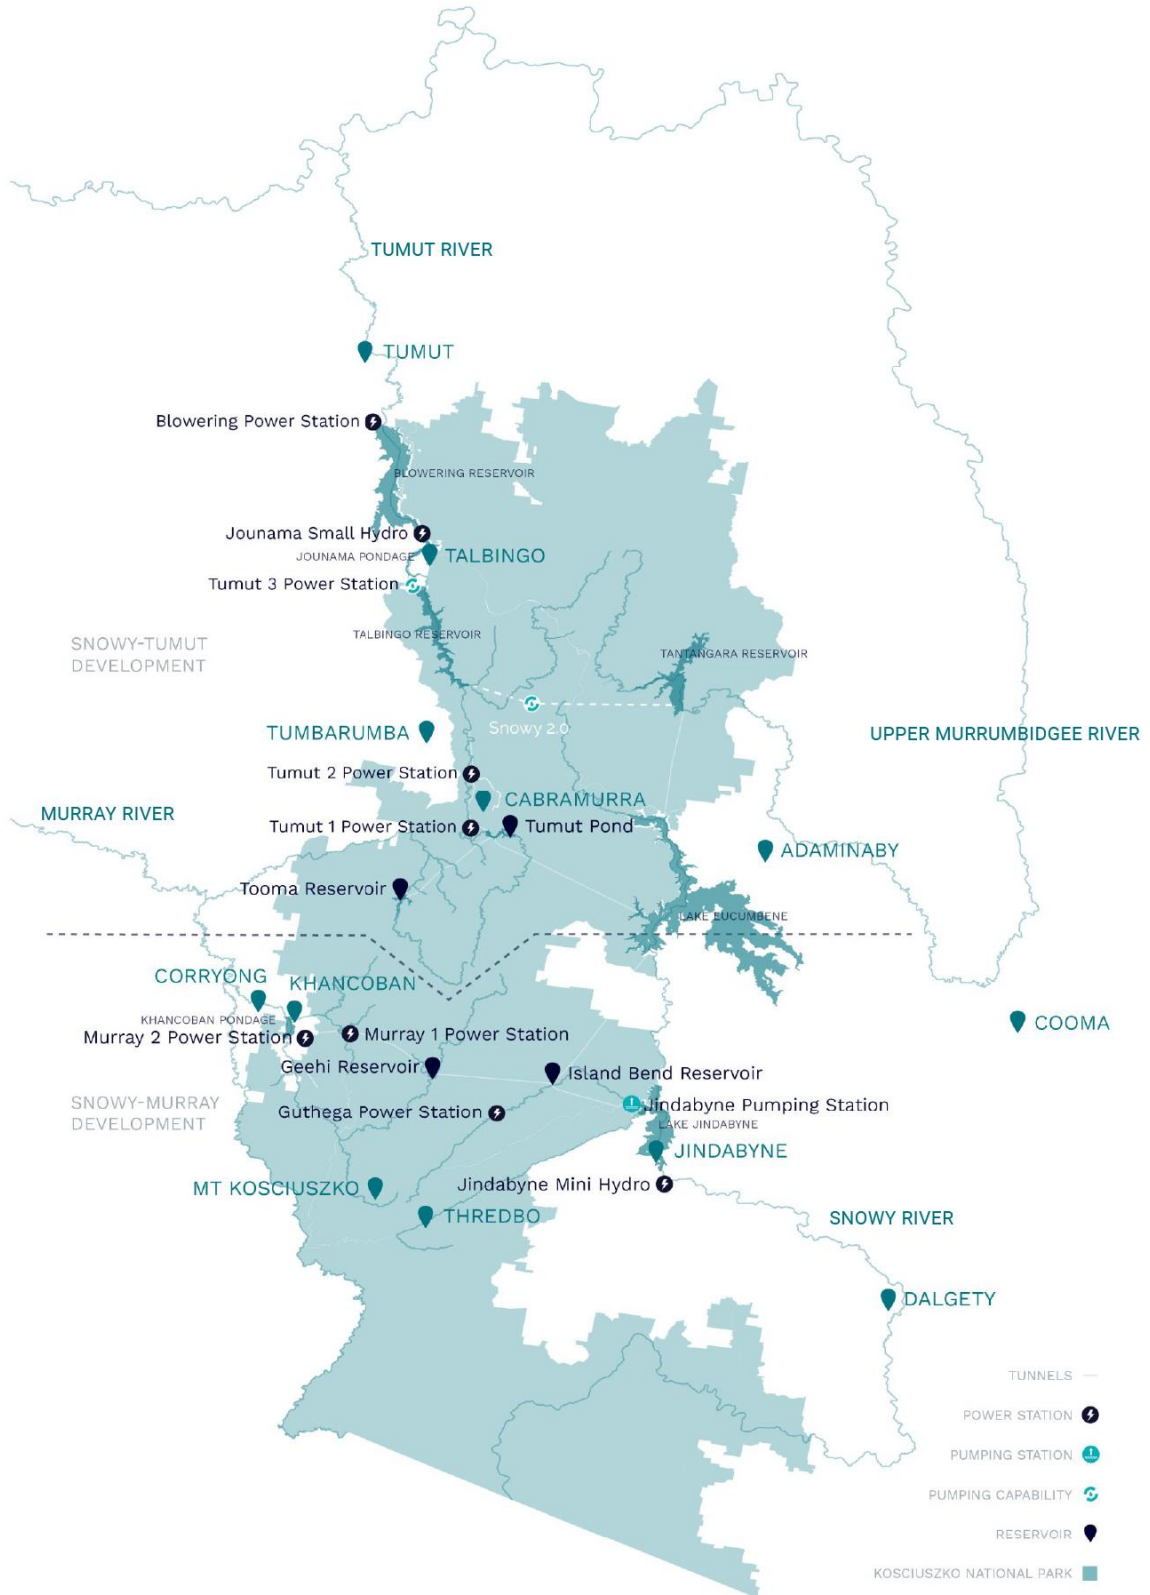 TUMUT RIVER
TUMUT
Blowering Power Station
BLOWERING RESERVOIR
Jounama Small Hydro
JOUNAMA PONDAGE
TALBINGO
Tumut 3 Power Station
TALBINGO RESERVOIR
SNOWY-TUMUT
DEVELOPMENT
TANTANGARA RESERVOIR
Snowy 2.0
TUMBARUMBA
UPPER MURRUMBIDGEE RIVER
Tumut 2 Power Station
CABRAMURRA
MURRAY RIVER
Tumut 1 Power Station
Tumut Pond
ADAMINABY
Tooma Reservoir
LAKE EUCUMBENE
CORRYONG
KHANCOBAN
KHANCOBAN PONDAGE
COOMA
Murray 2 Power Station
Murray 1 Power Station
Geehi Reservoir
Island Bend Reservoir
SNOWY-MURRAY
DEVELOPMENT
Guthega Power Station
Jindabyne Pumping Station
LAKE JINDABYNE
JINDABYNE
MT KOSCIUSZKO
Jindabyne Mini Hydro
THREDBO
SNOWY RIVER
DALGETY
TUNNELS
POWER STATION
PUMPING STATION
PUMPING CAPABILITY
RESERVOIR
KOSCIUSZKO NATIONAL PARK